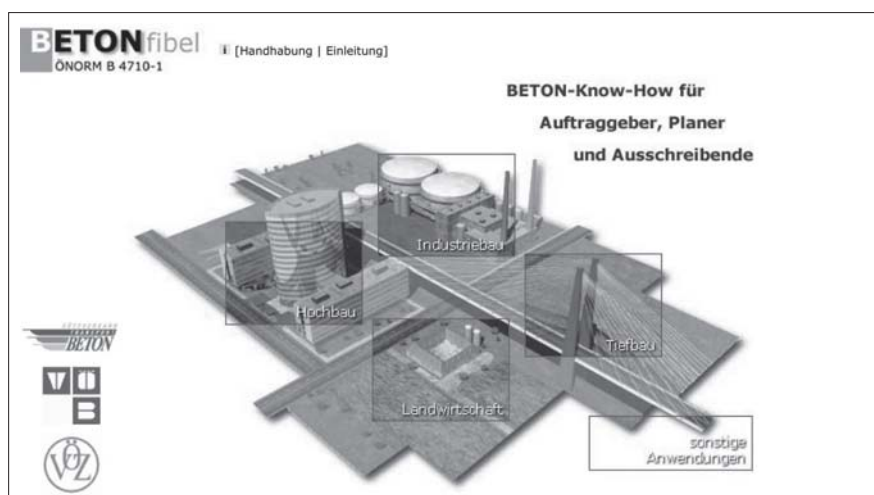 BETONfibel
ÖNORM B 4710-1
i [Handhabung | Einleitung]
BETON-Know-How für
Auftraggeber, Planer
und Ausschreibende
Industriebau
Hochbau
Tiefbau
Landwirtschaft
sonstige
Anwendungen
BETON
VÖB
VÖZ